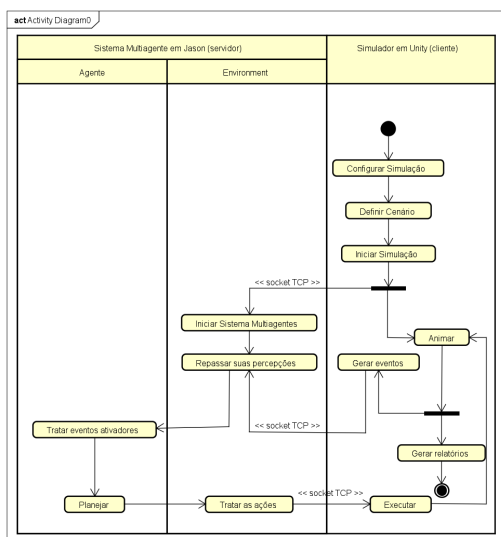 act Activity Diagram0
Sistema Multiagente em Jason (servidor)
Simulador em Unity (cliente)
Agente
Environment
Configurar Simulação
Definir Cenário
Iniciar Simulação
<< socket TCP >>
Iniciar Sistema Multiagentes
Animar
Repassar suas percepções
Gerar eventos
<< socket TCP >>
Tratar eventos ativadores
Gerar relatórios
<< socket TCP >>
Planejar
Tratar as ações
Executar